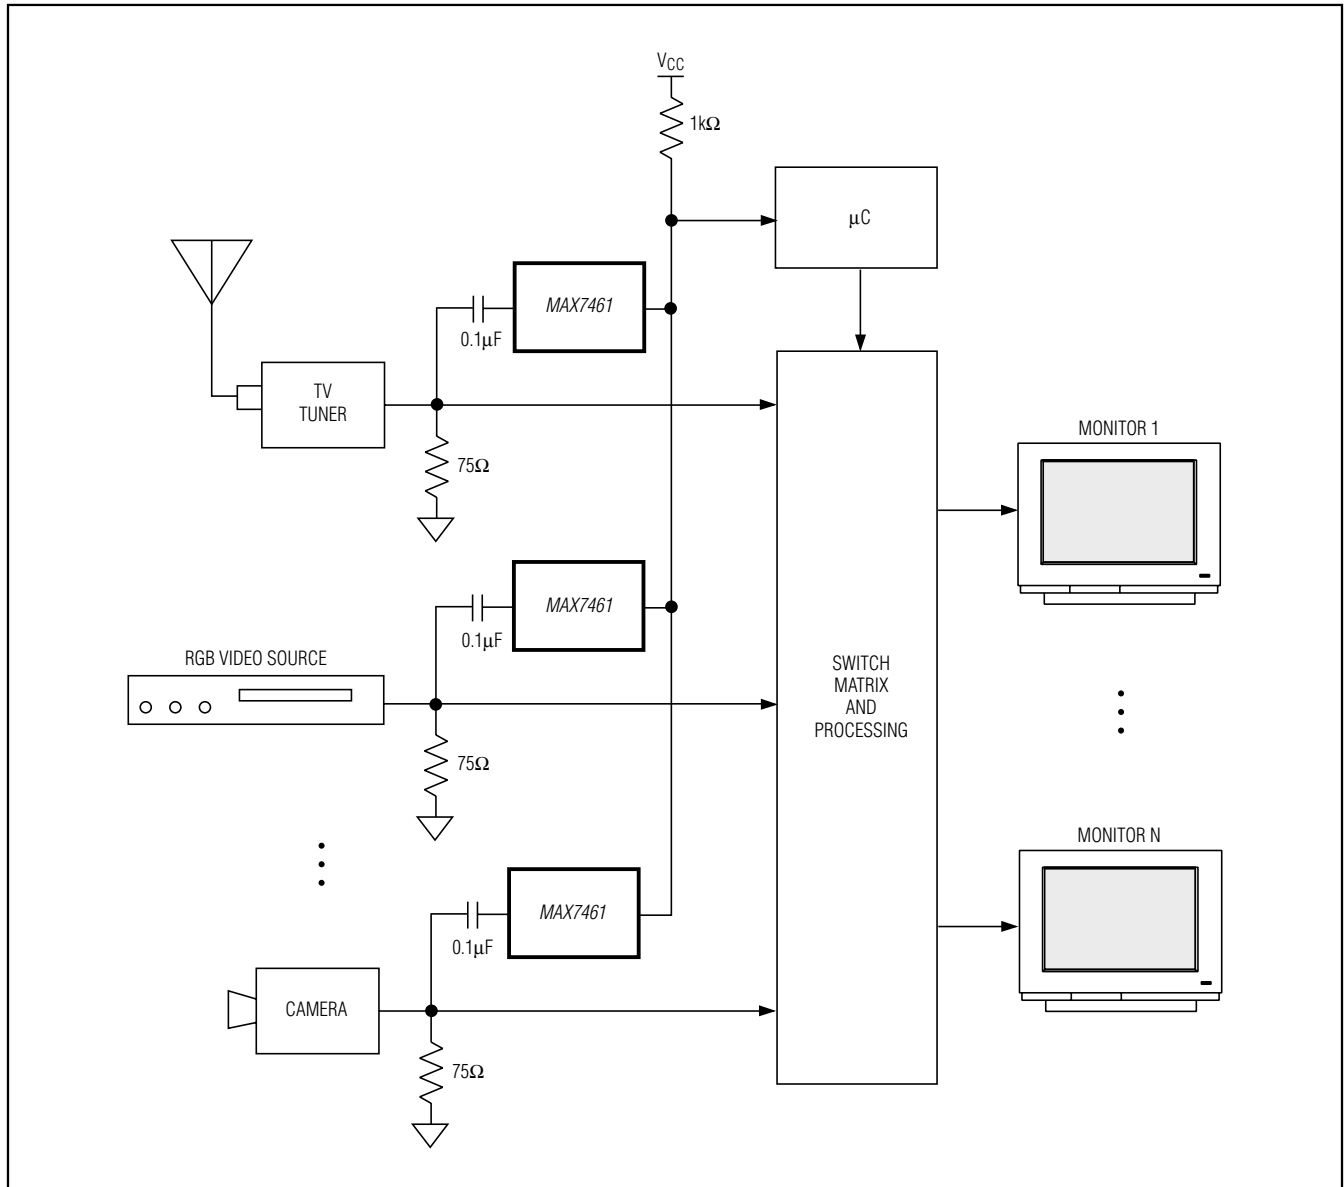 VCC
1kΩ
µC
MAX7461
0.1µF
TV
TUNER
75Ω
MONITOR 1
MAX7461
0.1µF
RGB VIDEO SOURCE
75Ω
SWITCH
MATRIX
AND
PROCESSING
MONITOR N
MAX7461
0.1µF
CAMERA
75Ω